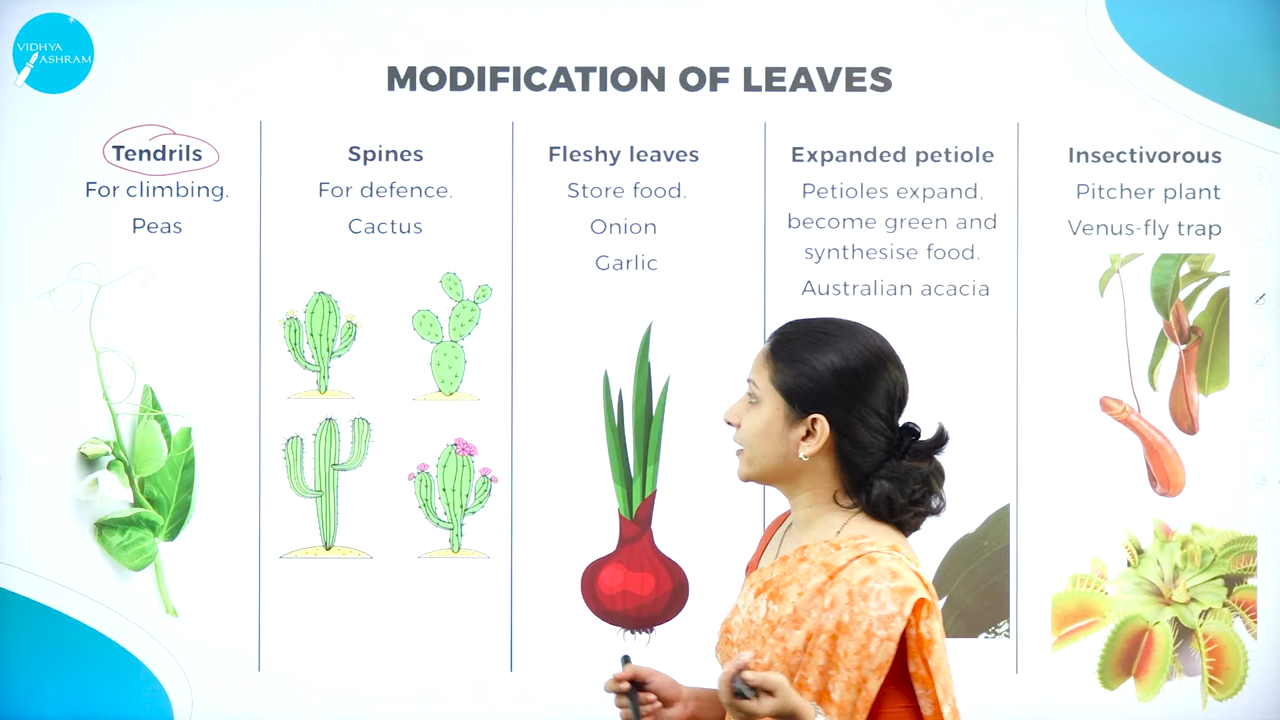 VIDHYA
ASHRAM
MODIFICATION OF LEAVES
Tendrils
For climbing.
Peas
Spines
For defence.
Cactus
Fleshy leaves
Store food.
Onion
Garlic
Expanded petiole
Petioles expand,
become green and
synthesise food.
Australian acacia
Insectivorous
Pitcher plant
Venus-fly trap